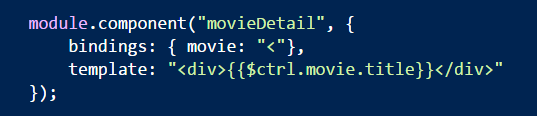 module.component("movieDetail", {
    bindings: { movie: "<"},
    template: "<div>{{$ctrl.movie.title}}</div>"
});